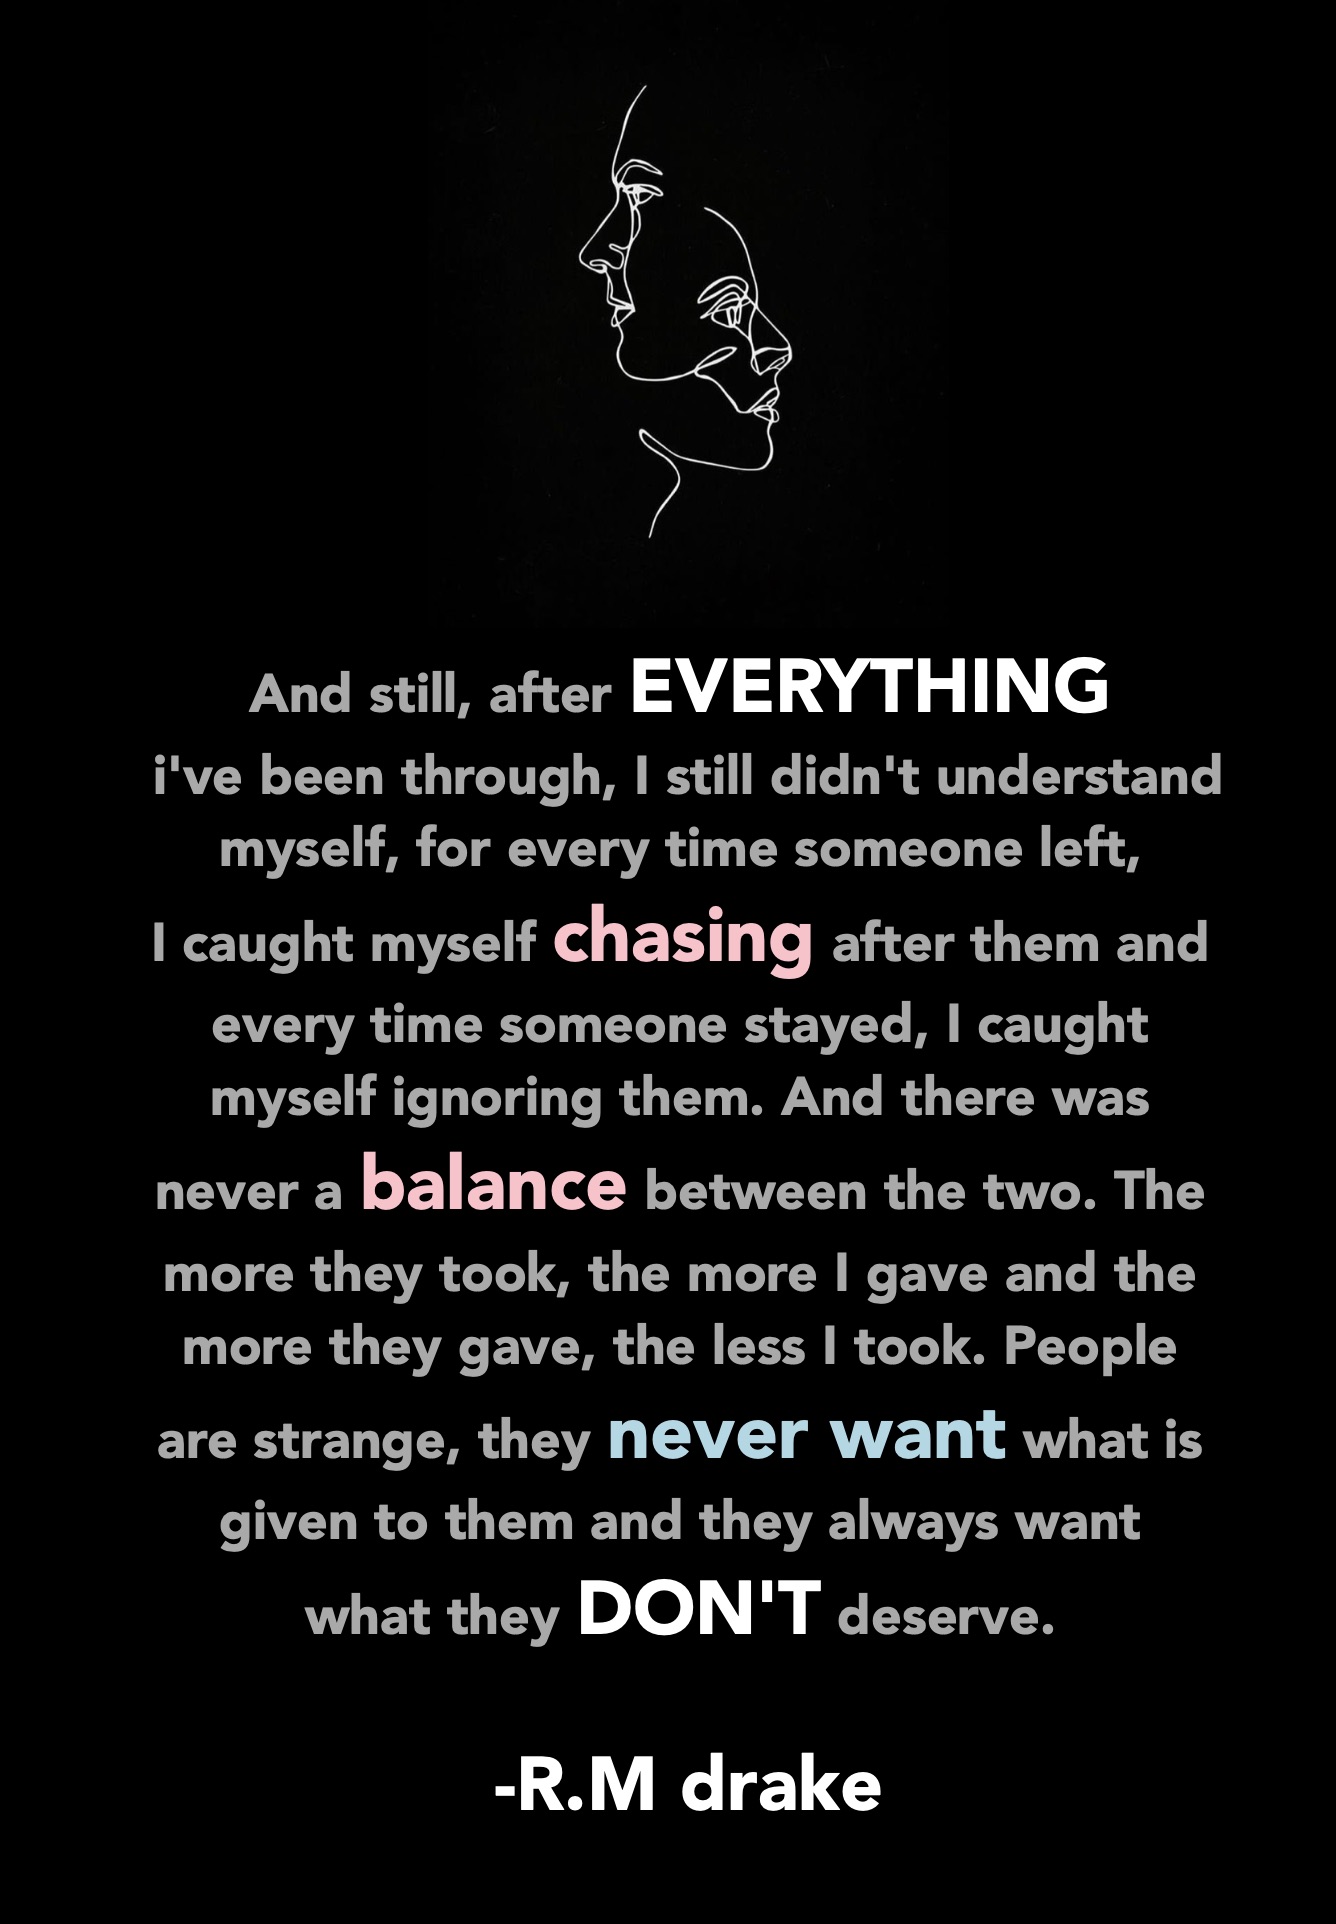 And still, after EVERYTHING
i've been through, I still didn't understand
myself, for every time someone left,
I caught myself chasing after them and
every time someone stayed, I caught
myself ignoring them. And there was
never a balance between the two. The
more they took, the more I gave and the
more they gave, the less I took. People
are strange, they never want what is
given to them and they always want
what they DON'T deserve.
-R.M drake